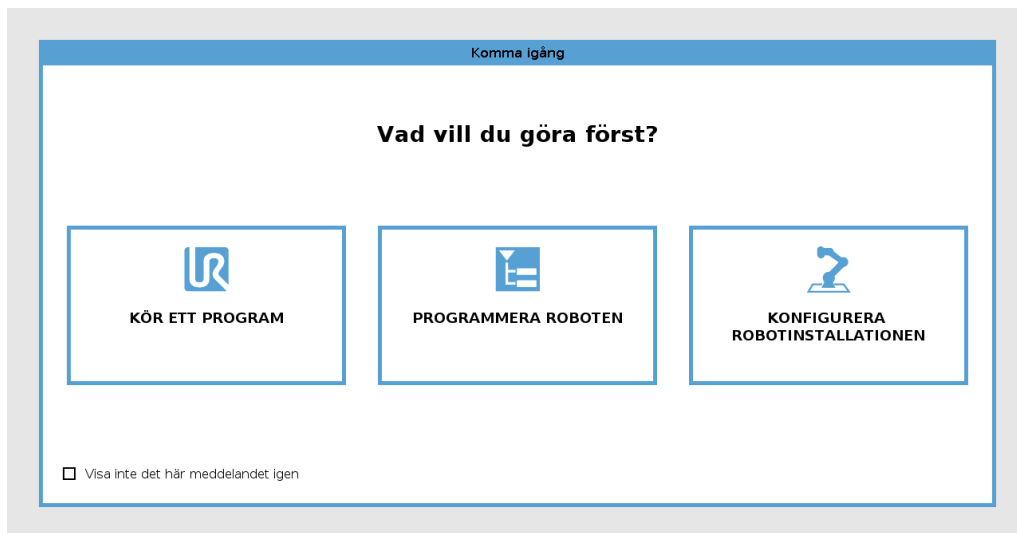 Komma igång
Vad vill du göra först?
KÖR ETT PROGRAM
PROGRAMMERA ROBOTEN
KONFIGURERA
ROBOTINSTALLATIONEN
Visa inte det här meddelandet igen